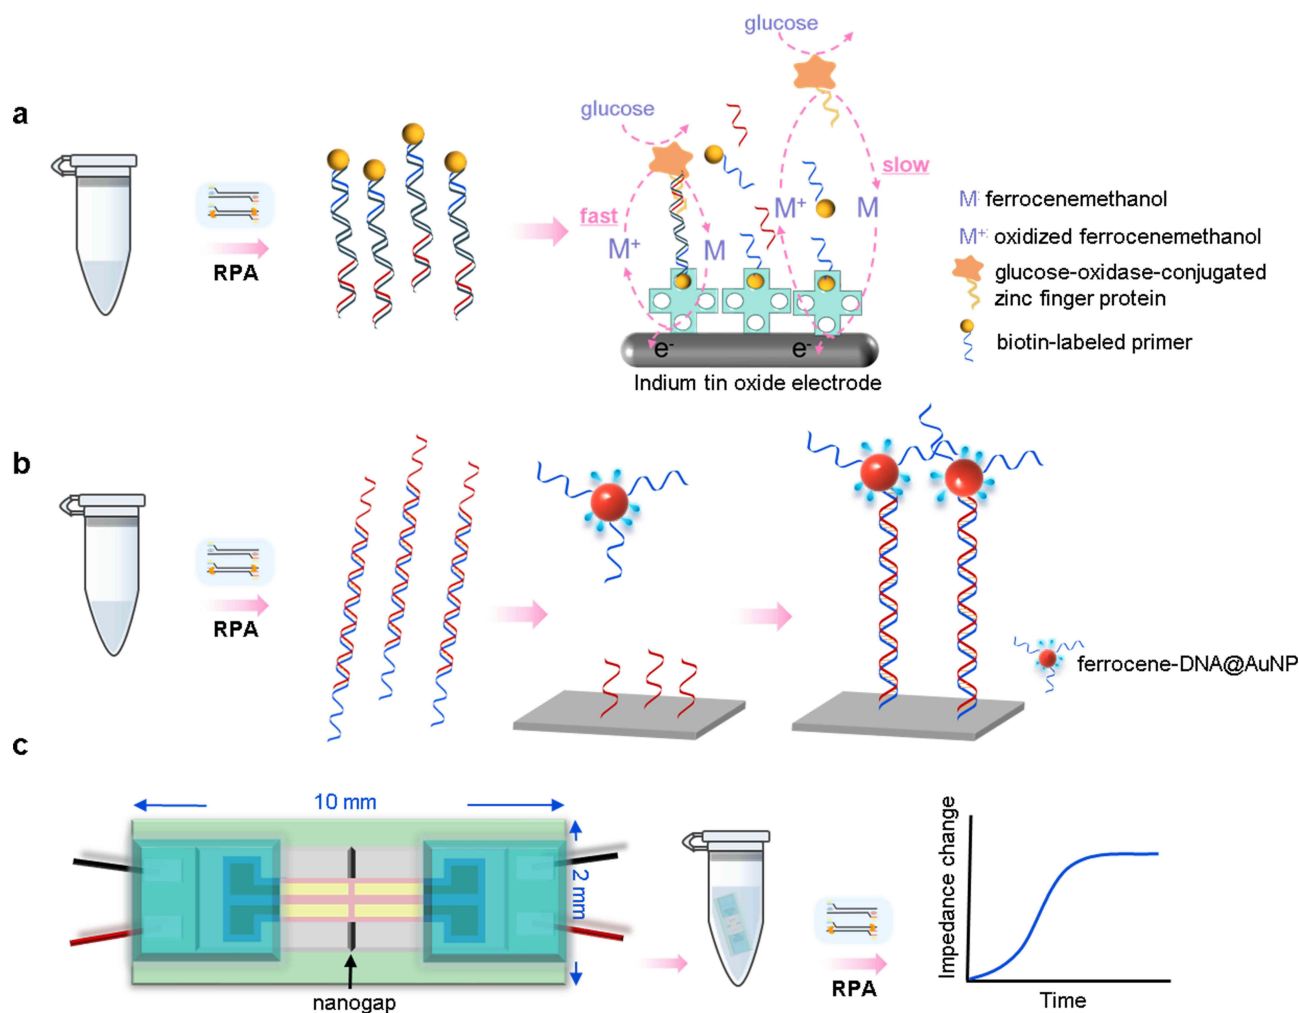 a
RPA
glucose
glucose
fast
slow
M⁺
M
M⁺
M
e⁻
e⁻
Indium tin oxide electrode
M: ferrocenemethanol
M⁺: oxidized ferrocenemethanol
glucose-oxidase-conjugated
zinc finger protein
biotin-labeled primer
b
RPA
ferrocene-DNA@AuNP
c
10 mm
2 mm
nanogap
RPA
Impedance change
Time